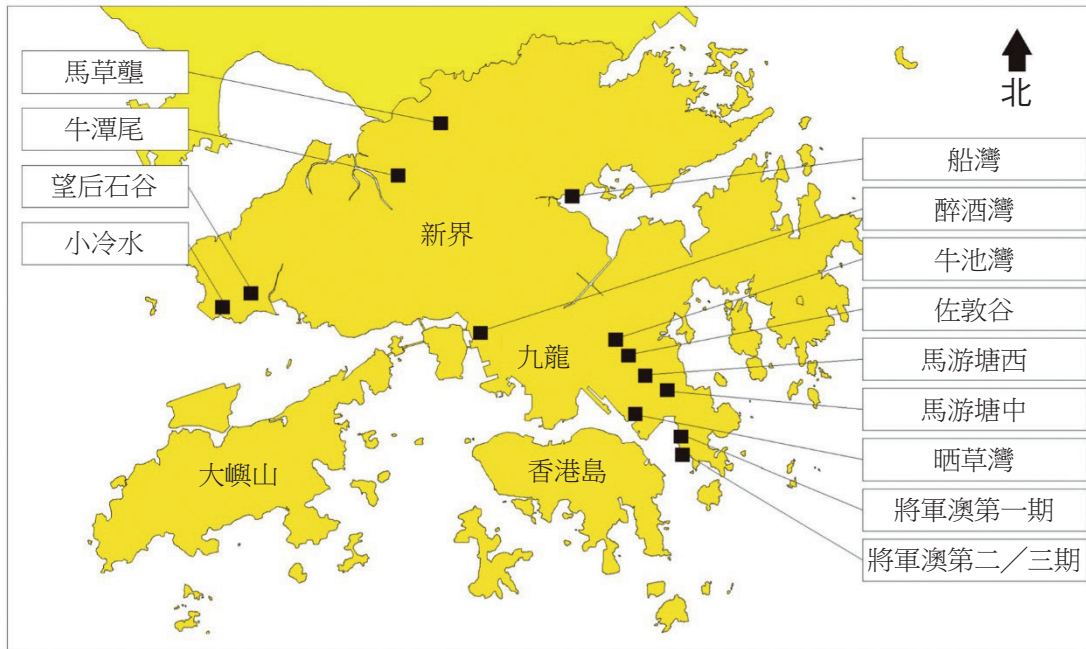 馬草壟
牛潭尾
望后石谷
小冷水
北
船灣
醉酒灣
牛池灣
佐敦谷
馬游塘西
馬游塘中
晒草灣
將軍澳第一期
將軍澳第二／三期
新界
九龍
大嶼山
香港島